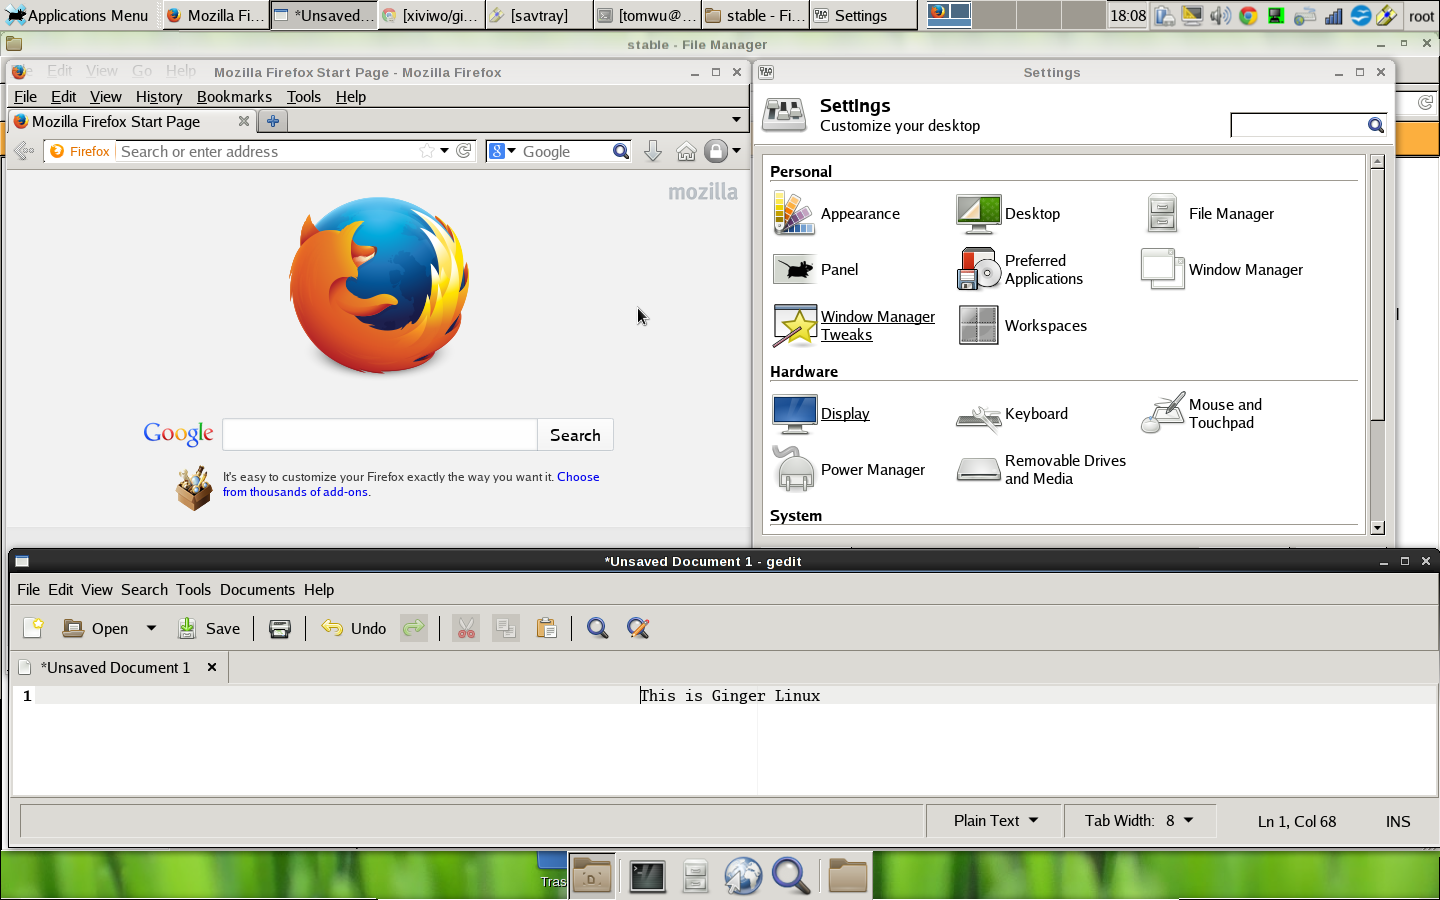 Applications Menu
Mozilla Fi...
*Unsaved...
[xiviwo/gi...
[savtray]
[tomwu@...
stable - Fi...
Settings
18:08
root
stable - File Manager
Edit View Go Help
Mozilla Firefox Start Page - Mozilla Firefox
File Edit View History Bookmarks Tools Help
Mozilla Firefox Start Page
Firefox
Search or enter address
8
Google
mozilla
Google
Search
It's easy to customize your Firefox exactly the way you want it. Choose
from thousands of add-ons.
Settings
Settings
Customize your desktop
Personal
Appearance
Desktop
File Manager
Panel
Preferred
Applications
Window Manager
Window Manager
Tweaks
Workspaces
Hardware
Display
Keyboard
Mouse and
Touchpad
Power Manager
Removable Drives
and Media
System
*Unsaved Document 1 - gedit
File Edit View Search Tools Documents Help
Open
Save
Undo
*Unsaved Document 1
1 This is Ginger Linux
Plain Text
Tab Width: 8
Ln 1, Col 68
INS
Tras
D